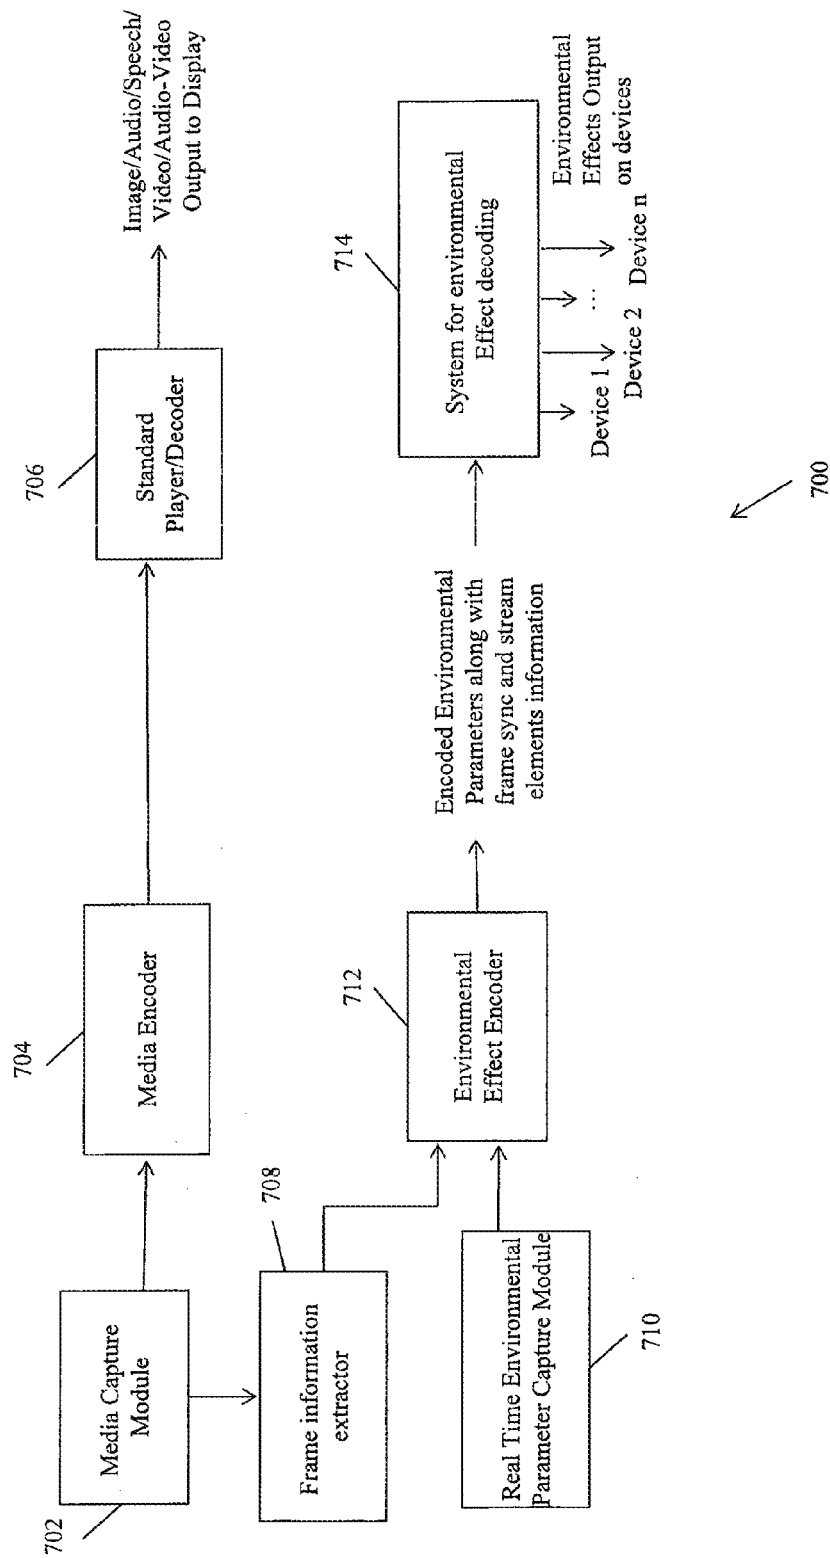 702
Media Capture
Module
704
Media Encoder
706
Standard
Player/Decoder
Image/Audio/Speech/
Video/Audio-Video
Output to Display
708
Frame information
extractor
710
Real Time Environmental
Parameter Capture Module
712
Environmental
Effect Encoder
Encoded Environmental
Parameters along with
frame sync and stream
elements information
714
System for environmental
Effect decoding
Device 1
Device 2
...
Device n
Environmental
Effects Output
on devices
700